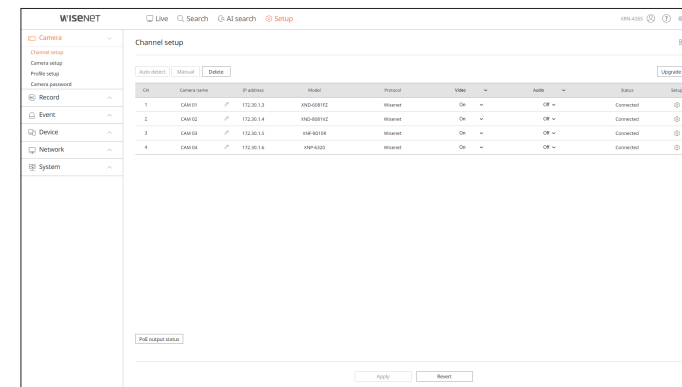 WISENET Live Search AI search Setup XRN-426S
Camera
Channel setup
Camera setup
Profile setup
Camera password
Record
Event
Device
Network
System
Channel setup
Auto detect Manual Delete Upgrade
CH Camera name IP address Model Protocol Video Audio Status Setup
1 CAM 01 172.30.1.3 XND-6081FZ Wisenet On Off Connected
2 CAM 02 172.30.1.4 XND-8081VZ Wisenet On Off Connected
3 CAM 03 172.30.1.5 XNF-8010R Wisenet On Off Connected
4 CAM 04 172.30.1.6 XNP-6320 Wisenet On Off Connected
PoE output status
Apply Revert